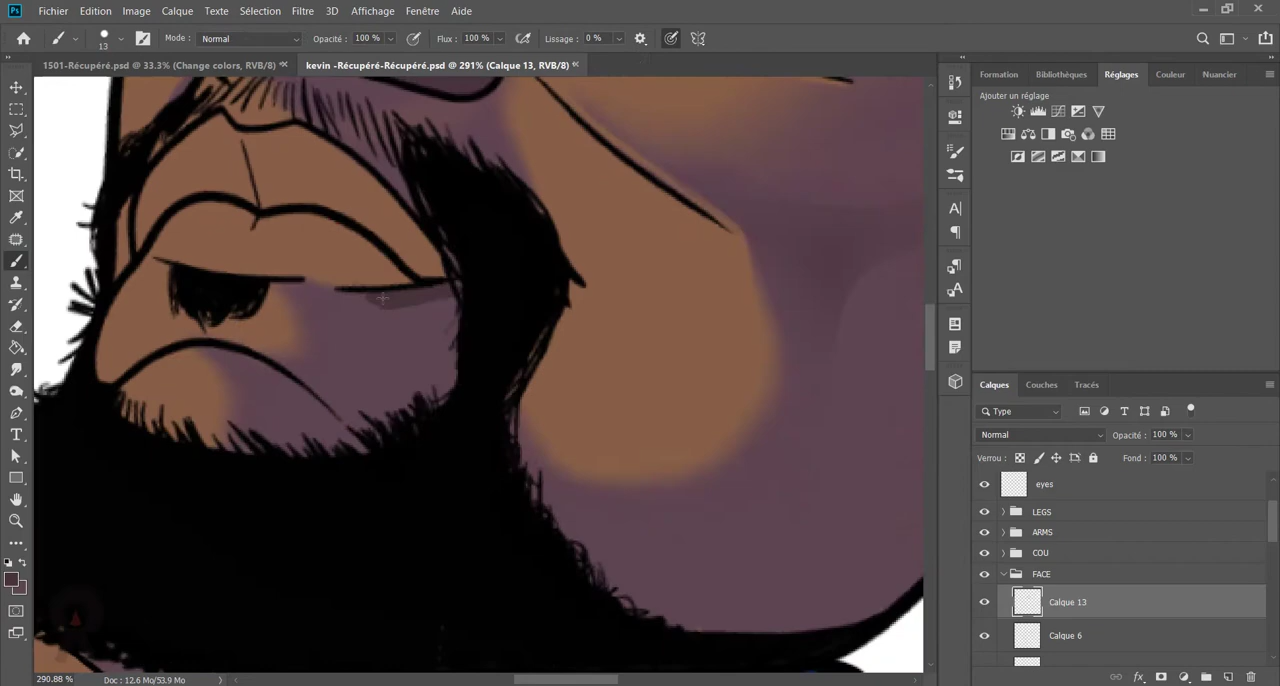 Ps Fichier Edition Image Calque Texte Sélection Filtre 3D Affichage Fenêtre Aide
13 Mode : Normal Opacité : 100 % Flux : 100 % Lissage : 0 %
1501-Récupéré.psd @ 33.3% (Change colors, RVB/8) kevin -Récupéré-Récupéré.psd @ 291% (Calque 13, RVB/8)
Formation Bibliothèques Réglages Couleur Nuancier
Ajouter un réglage
Calques Couches Tracés
Type
Normal Opacité : 100 %
Verrou : Fond : 100 %
eyes
LEGS
ARMS
COU
FACE
Calque 13
Calque 6
290.88 % Doc : 12.6 Mo/53.9 Mo